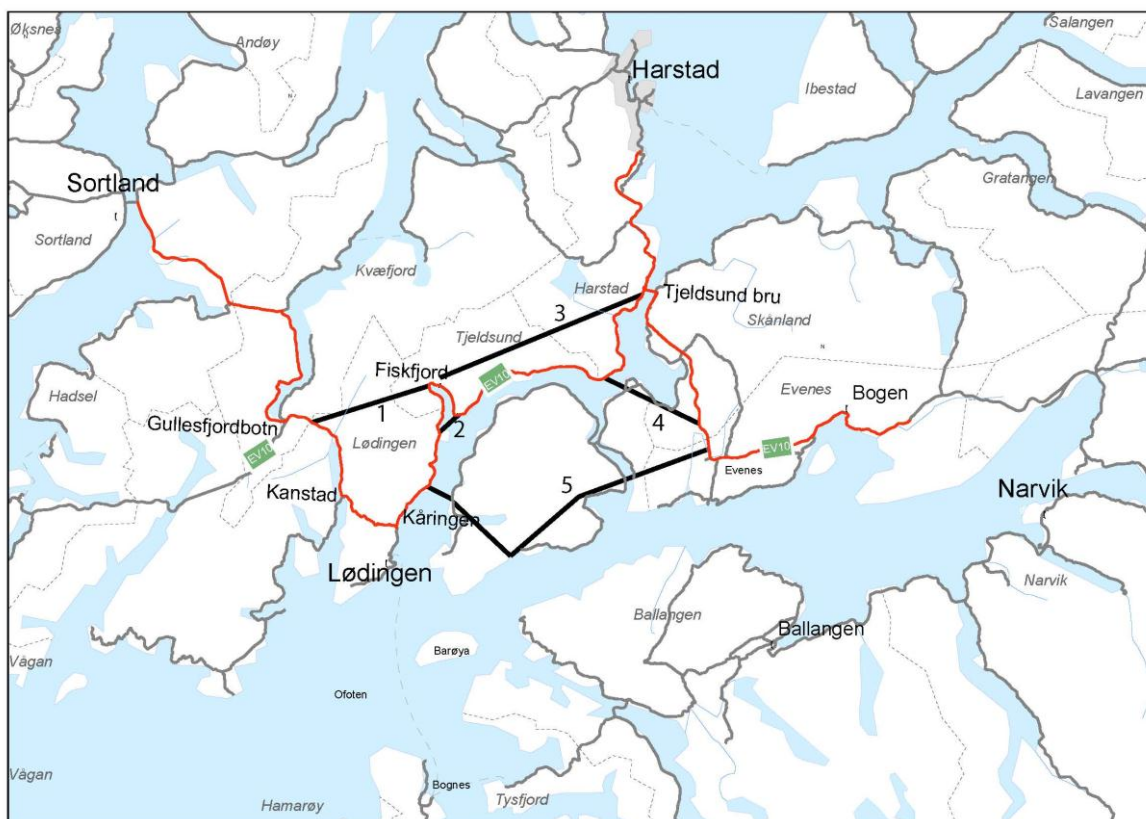 Øksnes
Andøy
Salangen
Harstad
Ibestad
Lavangen
Sortland
Gratangen
Sortland
Kvæfjord
Harstad
Tjeldsund bru
3
Skånland
Tjeldsund
Fiskfjord
EV10
Hadsel
Evenes
Bogen
1
Gullesfjordbotn
2
4
Lødingen
EV10
EV10
Evenes
Kanstad
5
Narvik
Kåringen
Lødingen
Narvik
Ballangen
Ballangen
Barøya
Vågan
Ofoten
Vågan
Bognes
Hamarøy
Tysfjord